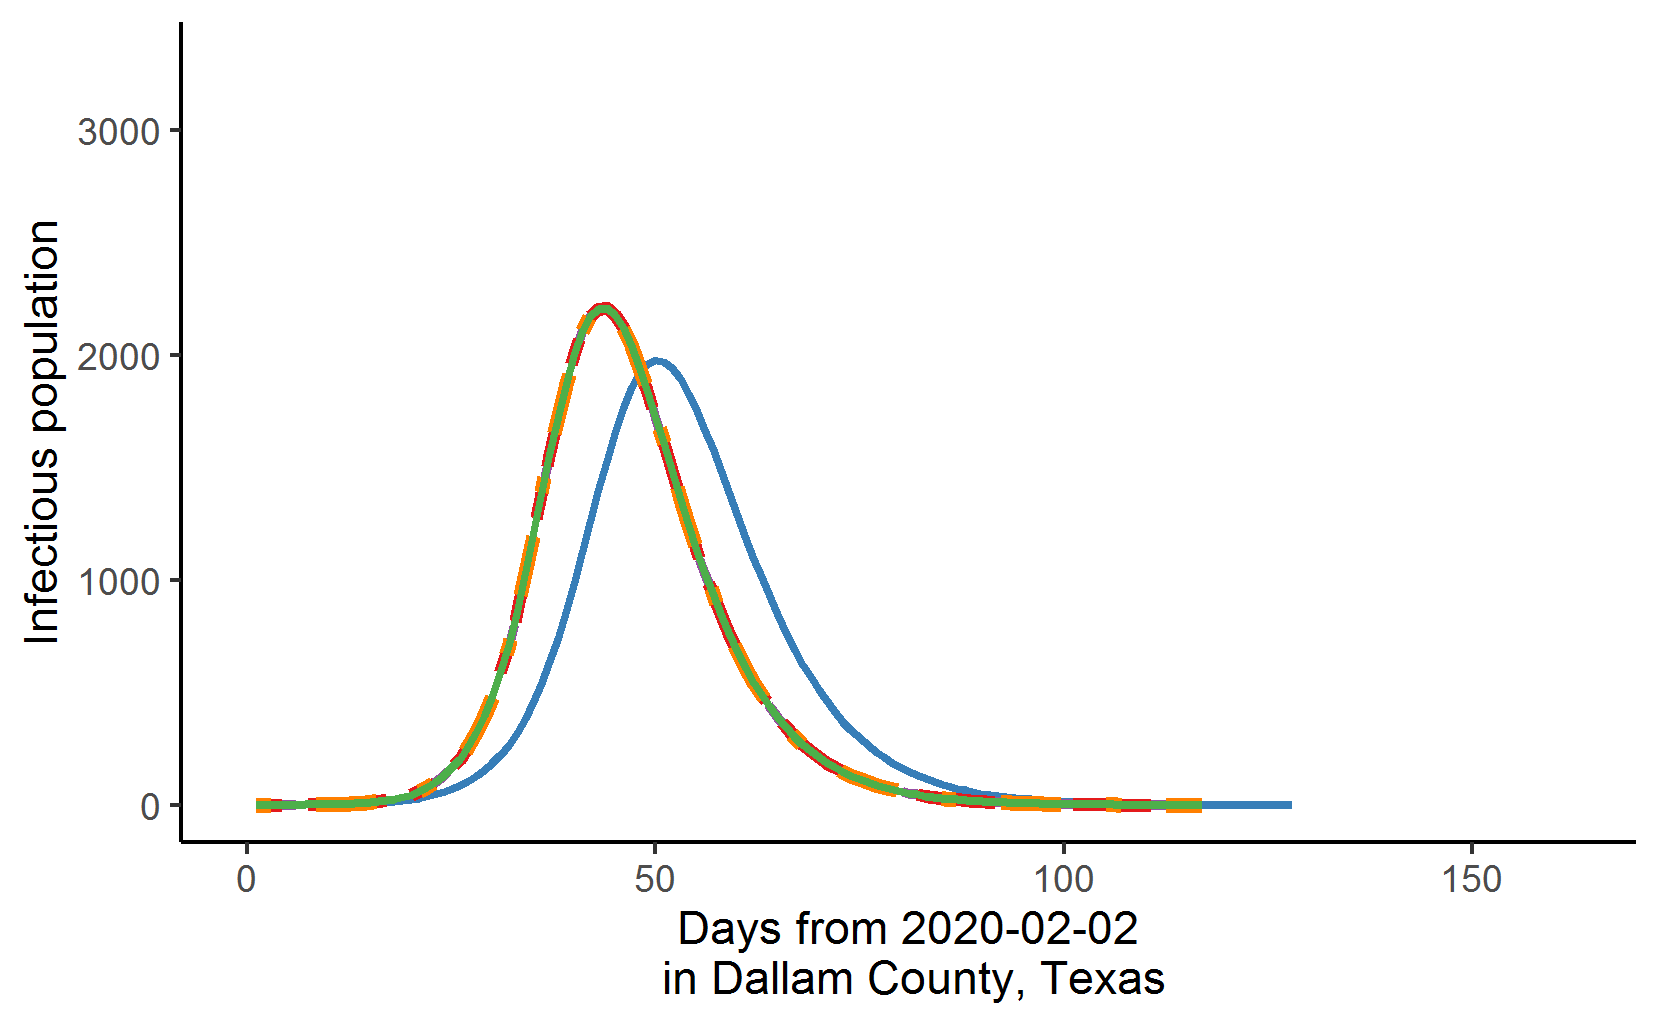 Infectious population
3000
2000
1000
0
0 50 100 150
Days from 2020-02-02
in Dallam County, Texas